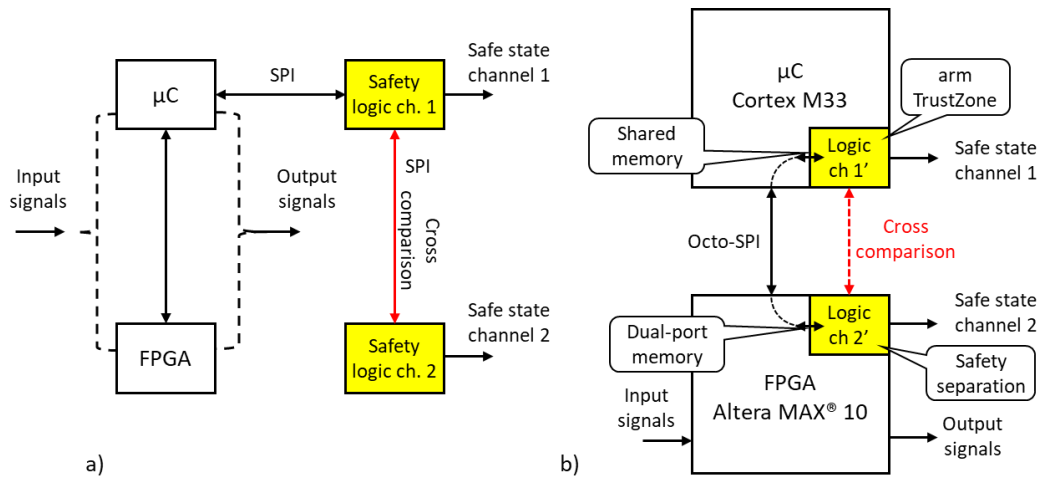 μC
SPI
Safety
logic ch. 1
Safe state
channel 1
Input
signals
Output
signals
SPI
Cross
comparison
FPGA
Safety
logic ch. 2
Safe state
channel 2
a)
μC
Cortex M33
arm
TrustZone
Shared
memory
Logic
ch 1’
Safe state
channel 1
Octo-SPI
Cross
comparison
Dual-port
memory
Logic
ch 2’
Safe state
channel 2
Safety
separation
FPGA
Altera MAX® 10
Input
signals
Output
signals
b)